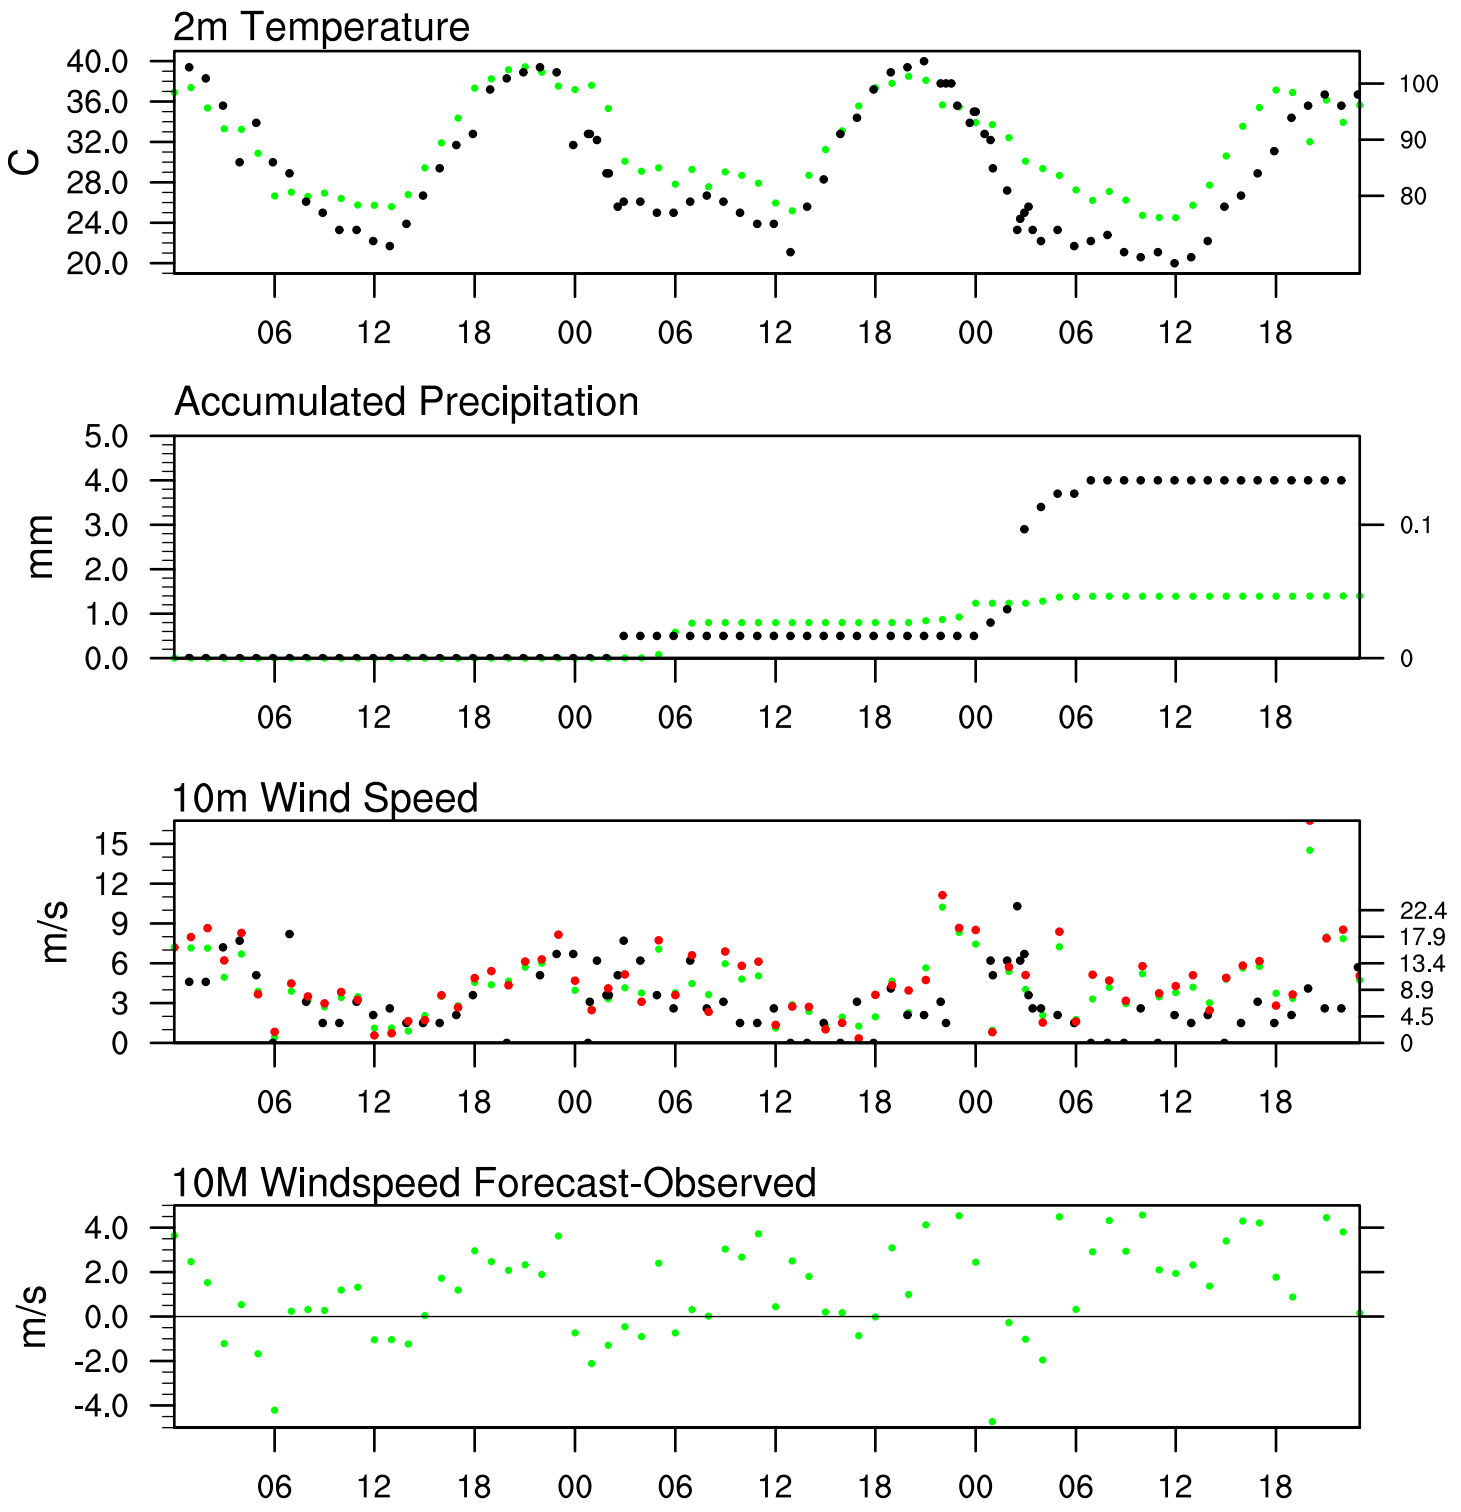 2m Temperature
40.0
36.0
32.0
28.0
24.0
20.0
C
100
90
80
06 12 18 00 06 12 18 00 06 12 18
Accumulated Precipitation
5.0
4.0
3.0
2.0
1.0
0.0
mm
0.1
0
06 12 18 00 06 12 18 00 06 12 18
10m Wind Speed
15
12
9
6
3
0
m/s
22.4
17.9
13.4
8.9
4.5
0
06 12 18 00 06 12 18 00 06 12 18
10M Windspeed Forecast-Observed
4.0
2.0
0.0
-2.0
-4.0
m/s
06 12 18 00 06 12 18 00 06 12 18